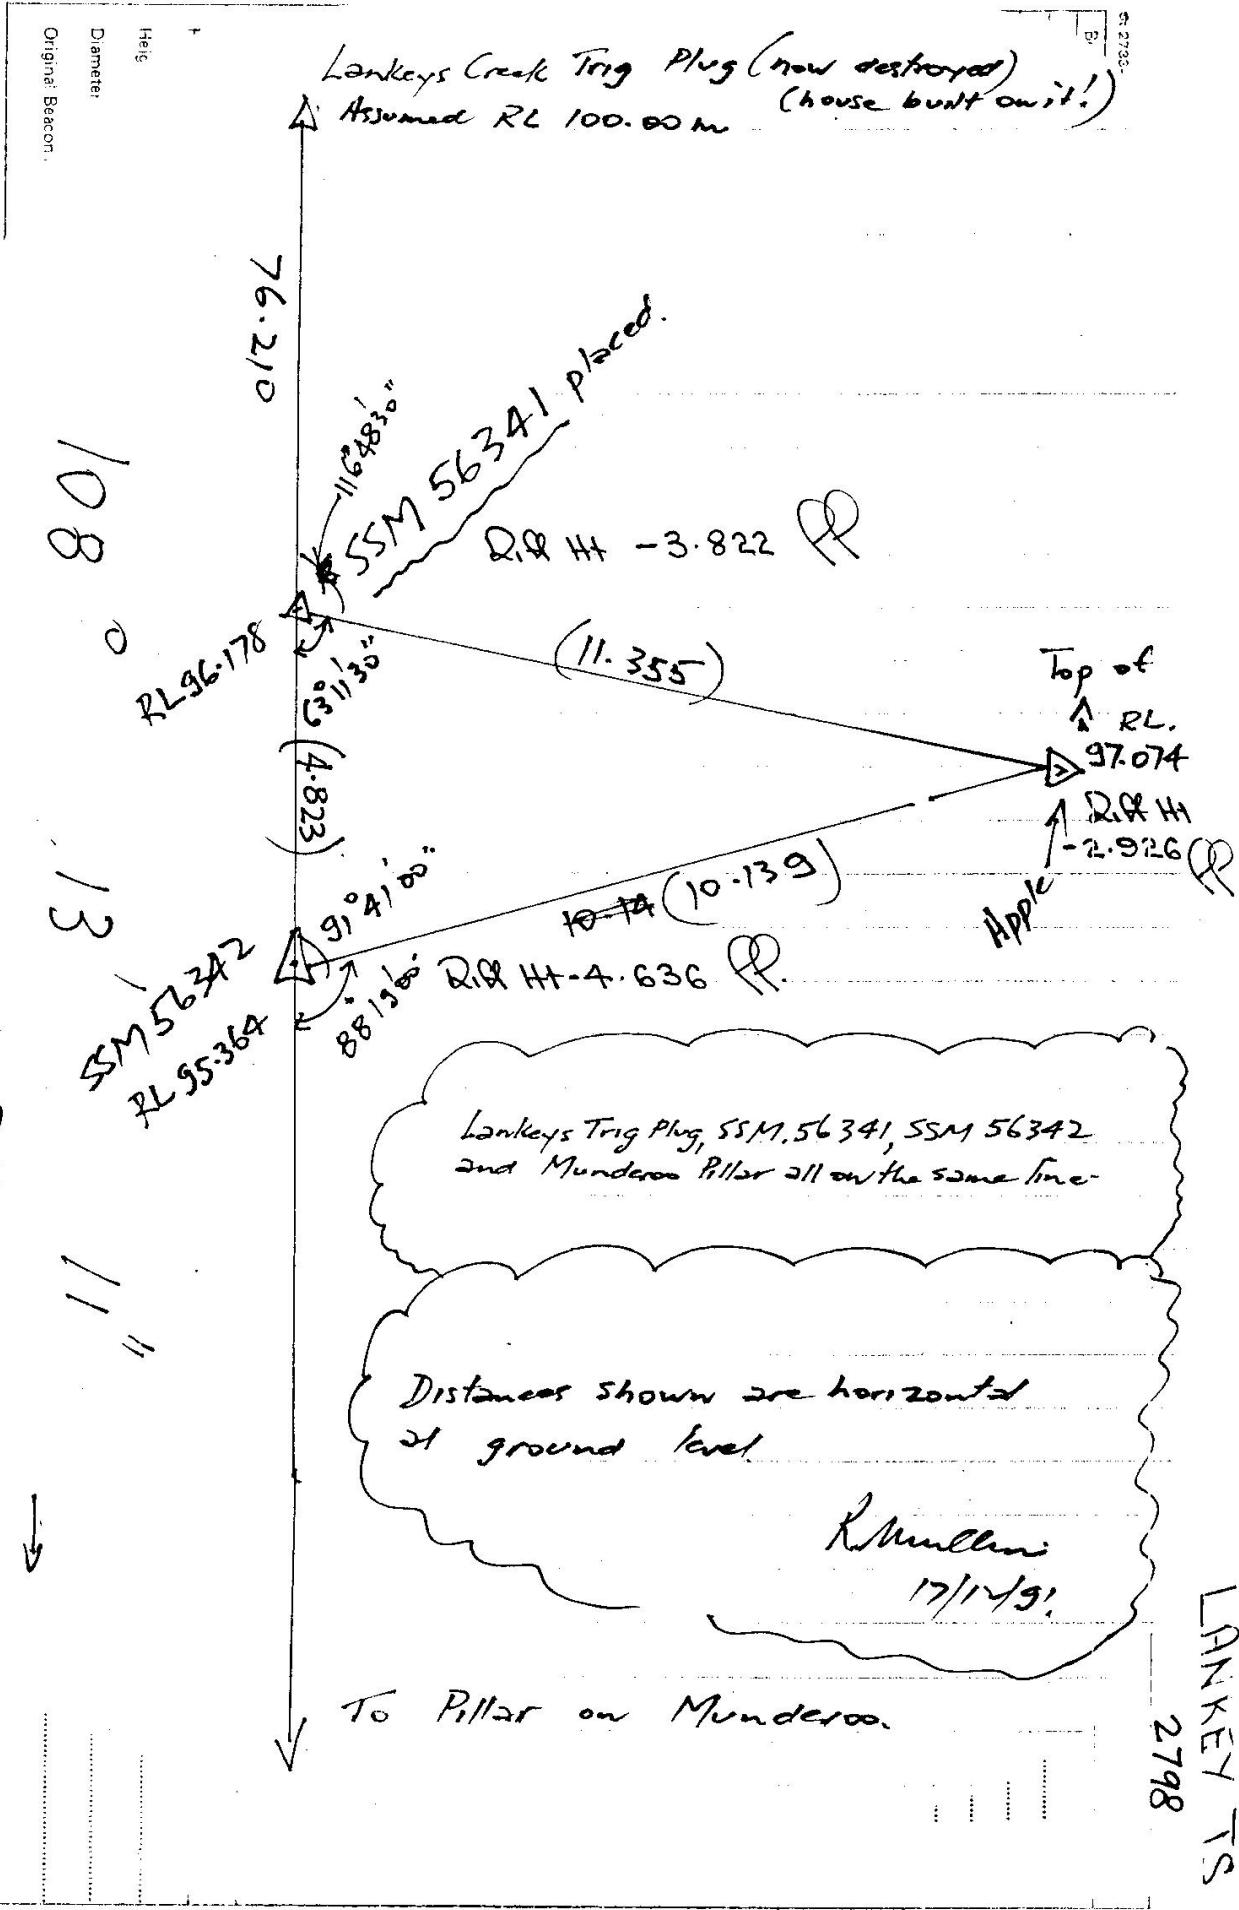 St 2733-
B/
Heig
Diameter
Original Beacon.
Lankeys Creek Trig Plug (now destroyed)
(house built on it!)
Assumed RL 100.00m
76.210
116°48'30"
SSM 56341 placed.
Diff Ht -3.822
RL 96.178
63°11'30"
(11.355)
Top of
RL.
97.074
Diff Ht
-2.926
Apple
(4.823)
91°41'00"
10.14 (10.139)
SSM 56342
RL 95.364
88°19'00"
Diff Ht -4.636
108° 13' 11"
Lankeys Trig Plug, SSM.56341, SSM 56342
and Munderoo Pillar all on the same line.
Distances shown are horizontal
at ground level.
17/12/91.
To Pillar on Munderoo.
LANKEY TS
2798